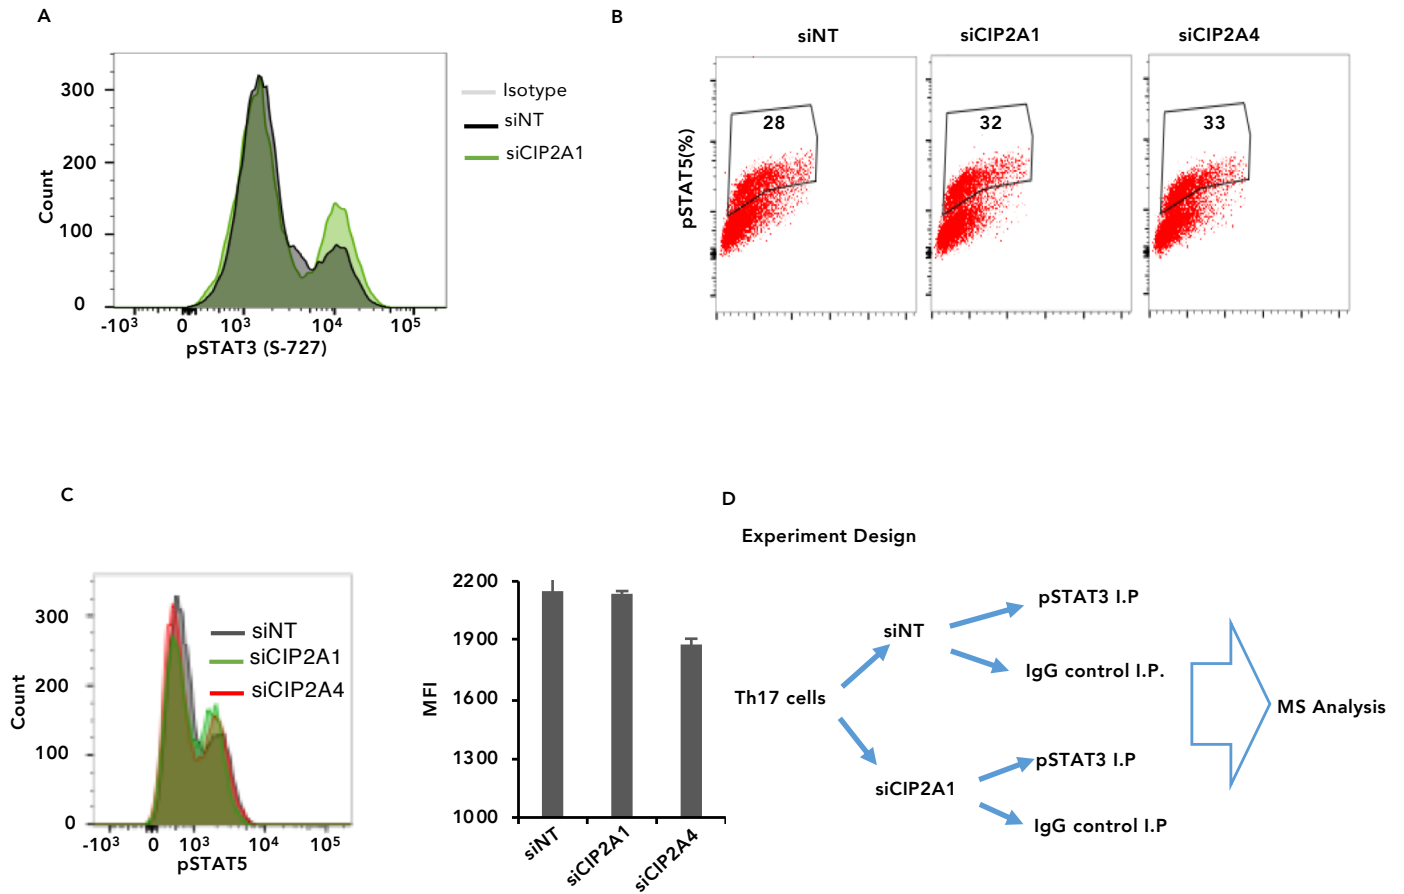 A
300
200
100
0
Count
-10³
0
10³
10⁴
10⁵
pSTAT3 (S-727)
Isotype
siNT
siCIP2A1
B
siNT
siCIP2A1
siCIP2A4
28
32
33
pSTAT5(%)
C
300
200
100
0
Count
-10³
0
10³
10⁴
10⁵
pSTAT5
siNT
siCIP2A1
siCIP2A4
2200
1900
1600
1300
1000
MFI
siNT
siCIP2A1
siCIP2A4
D
Experiment Design
Th17 cells
siNT
pSTAT3 I.P
IgG control I.P.
siCIP2A1
pSTAT3 I.P
IgG control I.P
MS Analysis